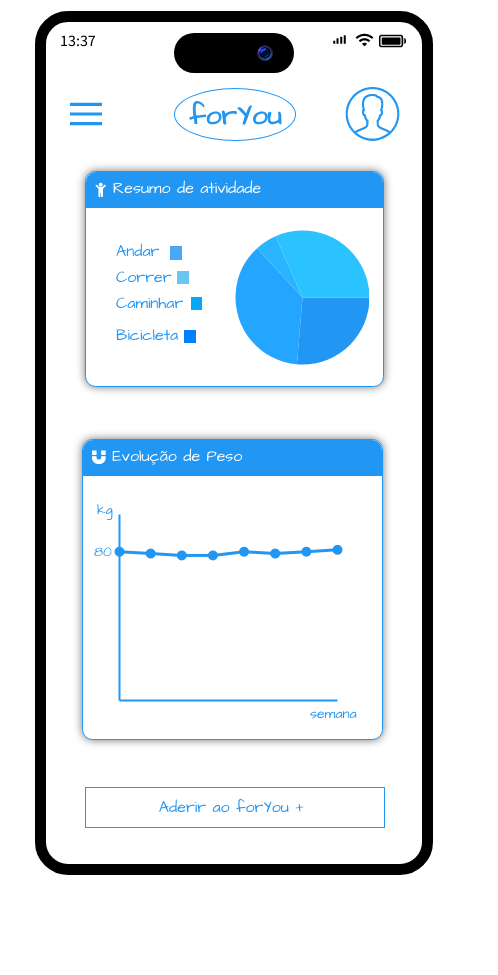 13:37
forYou
Resumo de atividade
Andar
Correr
Caminhar
Bicicleta
Evolução de Peso
kg
80
semana
Aderir ao forYou +